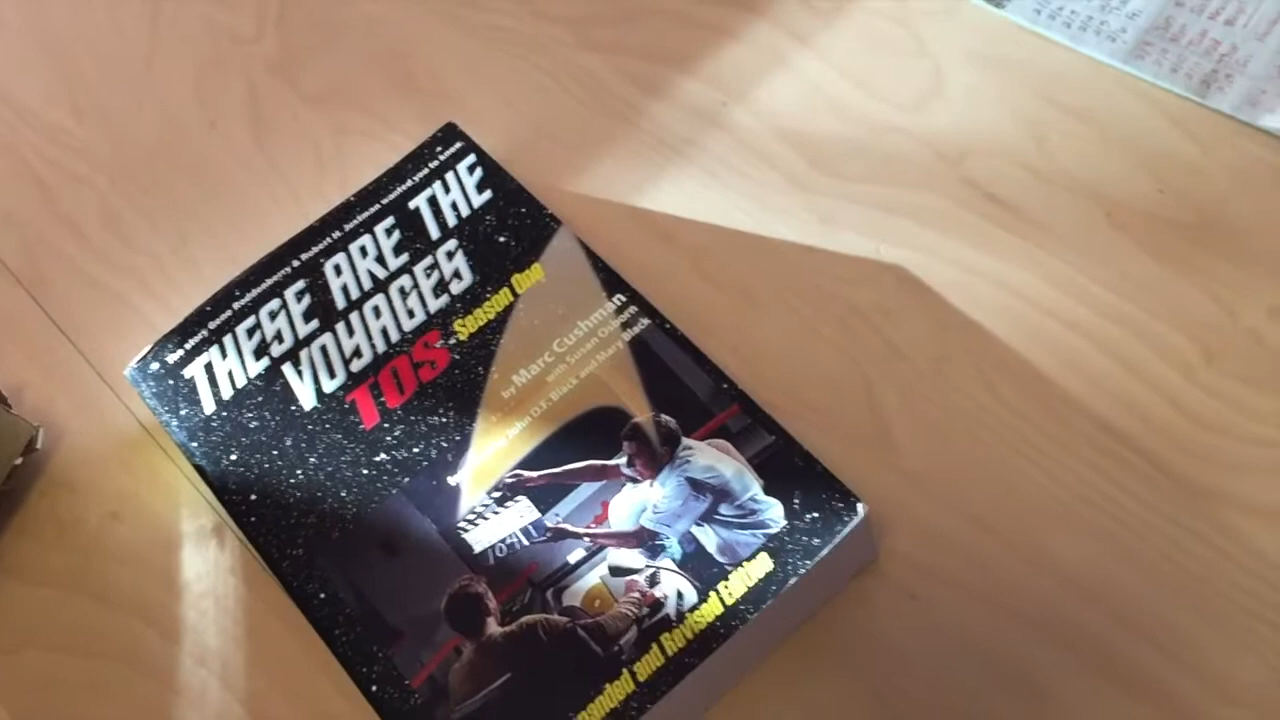 The story Gene Roddenberry & Robert H. Justman wanted you to know.
THESE ARE THE
VOYAGES
TOS Season One
by Marc Cushman
with Susan Osborn
John D.F. Black and Mary Black
and Revised Edition